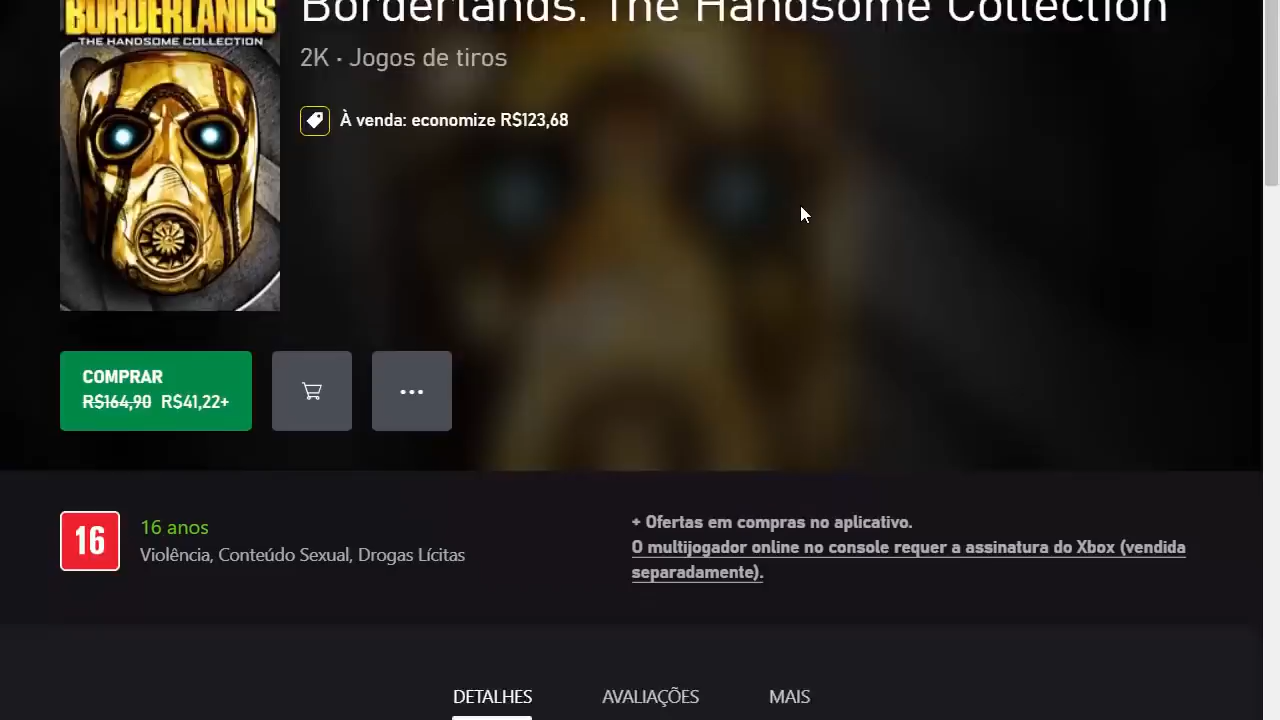 BORDERLANDS
THE HANDSOME COLLECTION
Borderlands: The Handsome Collection
2K · Jogos de tiros
À venda: economize R$123,68
COMPRAR
R$164,90 R$41,22+
16
16 anos
Violência, Conteúdo Sexual, Drogas Lícitas
+ Ofertas em compras no aplicativo.
O multijogador online no console requer a assinatura do Xbox (vendida
separadamente).
DETALHES
AVALIAÇÕES
MAIS